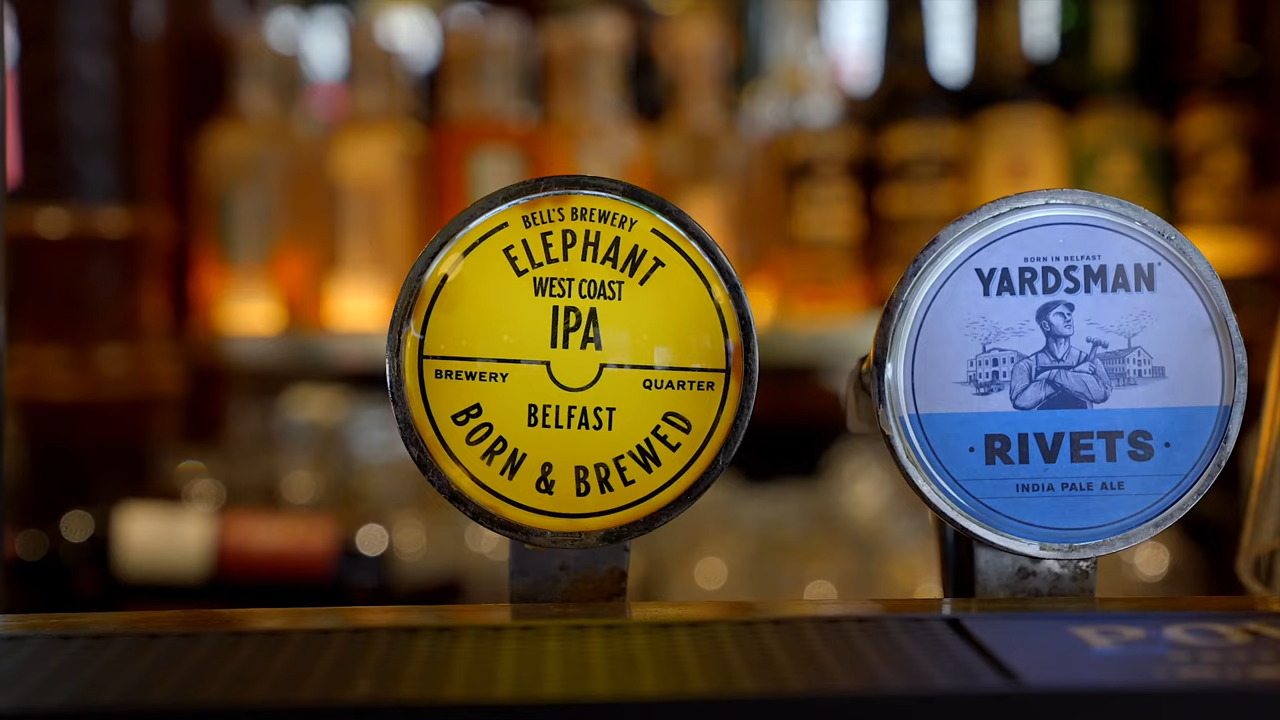 BELL'S BREWERY
ELEPHANT
WEST COAST
IPA
BREWERY QUARTER
BELFAST
BORN & BREWED
BORN IN BELFAST
YARDSMAN
· RIVETS ·
INDIA PALE ALE